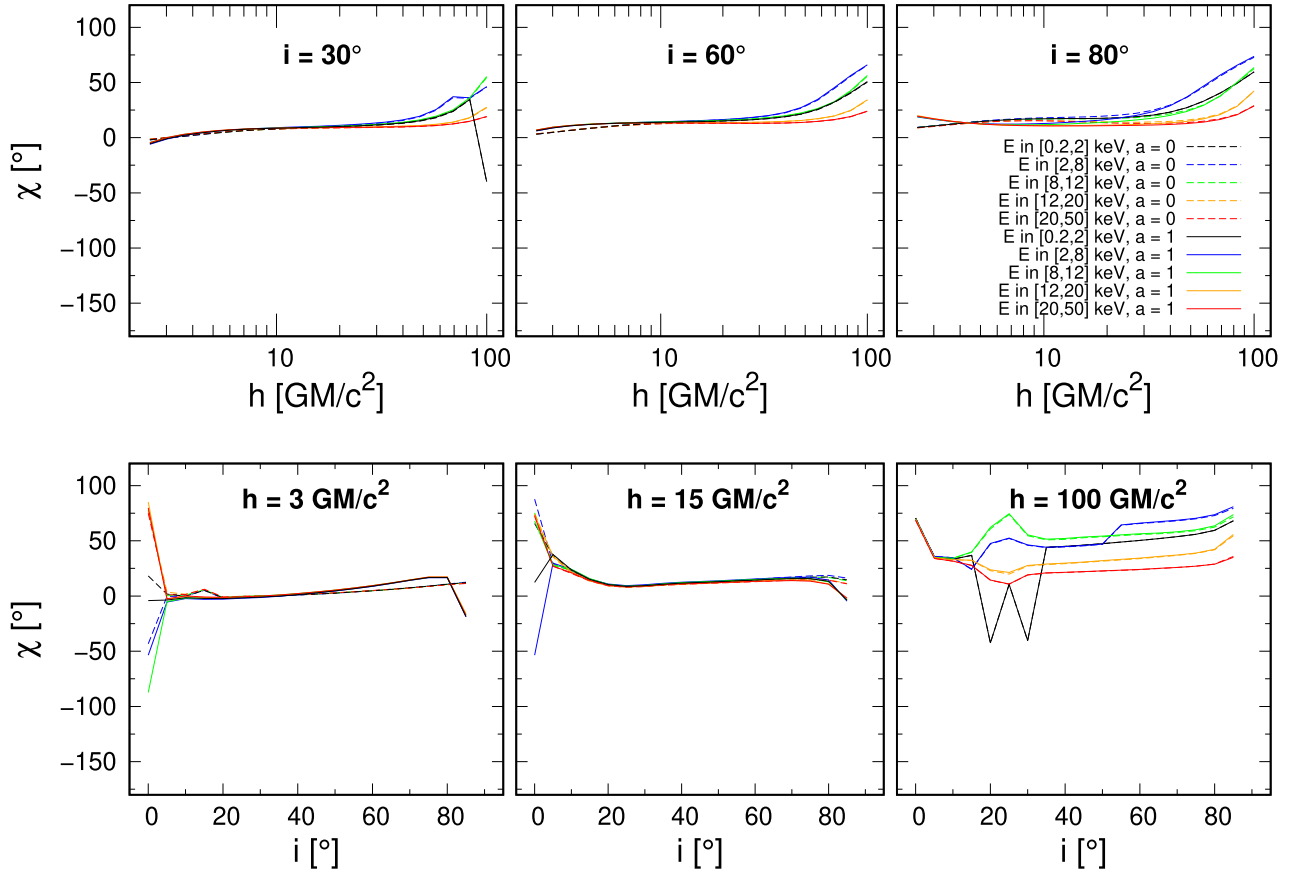 100
50
0
−50
−100
−150
χ [°]
i = 30°
i = 60°
i = 80°
E in [0.2,2] keV, a = 0
E in [2,8] keV, a = 0
E in [8,12] keV, a = 0
E in [12,20] keV, a = 0
E in [20,50] keV, a = 0
E in [0.2,2] keV, a = 1
E in [2,8] keV, a = 1
E in [8,12] keV, a = 1
E in [12,20] keV, a = 1
E in [20,50] keV, a = 1
10 100 10 100 10 100
h [GM/c²] h [GM/c²] h [GM/c²]
100
50
0
−50
−100
−150
χ [°]
h = 3 GM/c²
h = 15 GM/c²
h = 100 GM/c²
0 20 40 60 80 0 20 40 60 80 0 20 40 60 80
i [°] i [°] i [°]